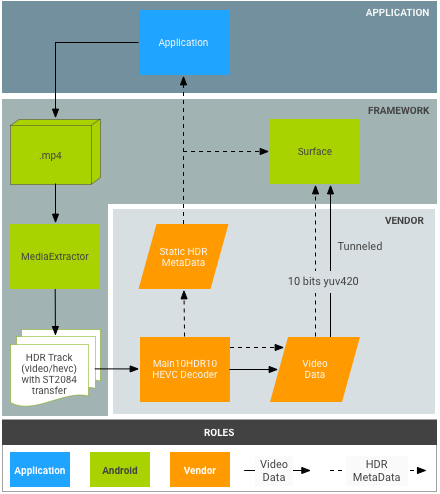 APPLICATION
Application
FRAMEWORK
.mp4
Surface
VENDOR
MediaExtractor
Static HDR
MetaData
Tunneled
10 bits yuv420
HDR Track
(video/hevc)
with ST2084
transfer
Main10HDR10
HEVC Decoder
Video
Data
ROLES
Application
Android
Vendor
Video
Data
HDR
MetaData